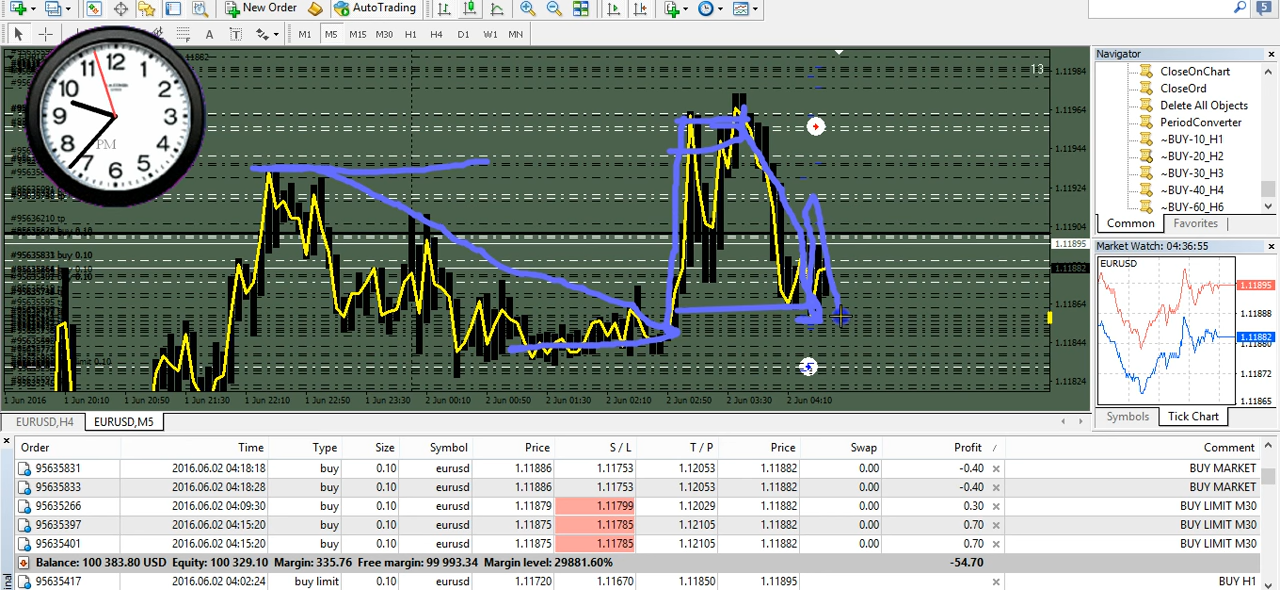 New Order AutoTrading 5
A T M1 M5 M15 M30 H1 H4 D1 W1 MN
12 1 2 3 4 5 6 7 8 9 10 11
PM
11882
13
#95636210 tp
1.11984
1.11964
1.11944
1.11924
1.11904
1.11895
1.11882
1.11864
1.11844
1.11824
1 Jun 2016 1 Jun 20:10 1 Jun 20:50 1 Jun 21:30 1 Jun 22:10 1 Jun 22:50 1 Jun 23:30 2 Jun 00:10 2 Jun 00:50 2 Jun 01:30 2 Jun 02:10 2 Jun 02:50 2 Jun 03:30 2 Jun 04:10
EURUSD,H4 EURUSD,M5
Navigator
CloseOnChart
CloseOrd
Delete All Objects
PeriodConverter
~BUY-10_H1
~BUY-20_H2
~BUY-30_H3
~BUY-40_H4
~BUY-60_H6
Common Favorites
Market Watch: 04:36:55
EURUSD
1.11895
1.11888
1.11882
1.11880
1.11872
1.11865
Symbols Tick Chart
Order Time Type Size Symbol Price S / L T / P Price Swap Profit / Comment
95635831 2016.06.02 04:18:18 buy 0.10 eurusd 1.11886 1.11753 1.12053 1.11882 0.00 -0.40 BUY MARKET
95635833 2016.06.02 04:18:28 buy 0.10 eurusd 1.11886 1.11753 1.12053 1.11882 0.00 -0.40 BUY MARKET
95635266 2016.06.02 04:09:30 buy 0.10 eurusd 1.11879 1.11799 1.12029 1.11882 0.00 0.30 BUY LIMIT M30
95635397 2016.06.02 04:15:20 buy 0.10 eurusd 1.11875 1.11785 1.12105 1.11882 0.00 0.70 BUY LIMIT M30
95635401 2016.06.02 04:15:20 buy 0.10 eurusd 1.11875 1.11785 1.12105 1.11882 0.00 0.70 BUY LIMIT M30
Balance: 100 383.80 USD Equity: 100 329.10 Margin: 335.76 Free margin: 99 993.34 Margin level: 29881.60% -54.70
95635417 2016.06.02 04:02:24 buy limit 0.10 eurusd 1.11720 1.11670 1.11850 1.11895 BUY H1